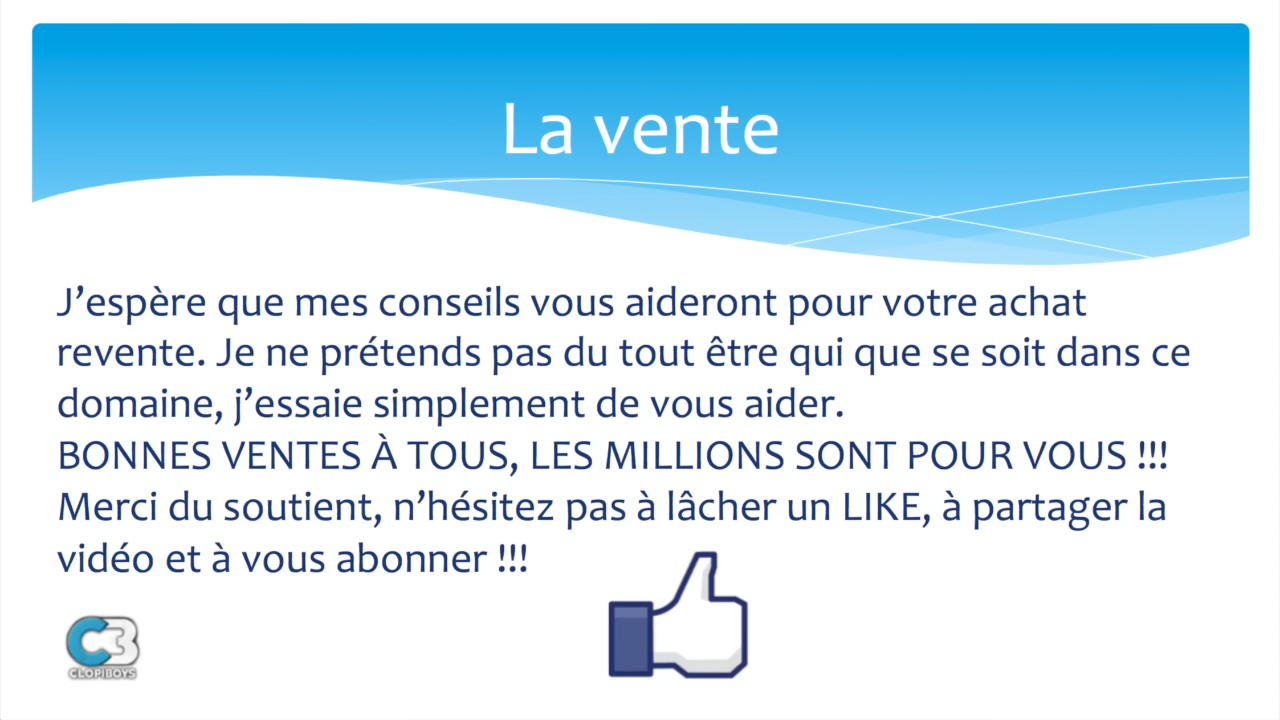 La vente
J’espère que mes conseils vous aideront pour votre achat
revente. Je ne prétends pas du tout être qui que se soit dans ce
domaine, j’essaie simplement de vous aider.
BONNES VENTES À TOUS, LES MILLIONS SONT POUR VOUS !!!
Merci du soutient, n’hésitez pas à lâcher un LIKE, à partager la
vidéo et à vous abonner !!!
C3
CLOPIBOYS